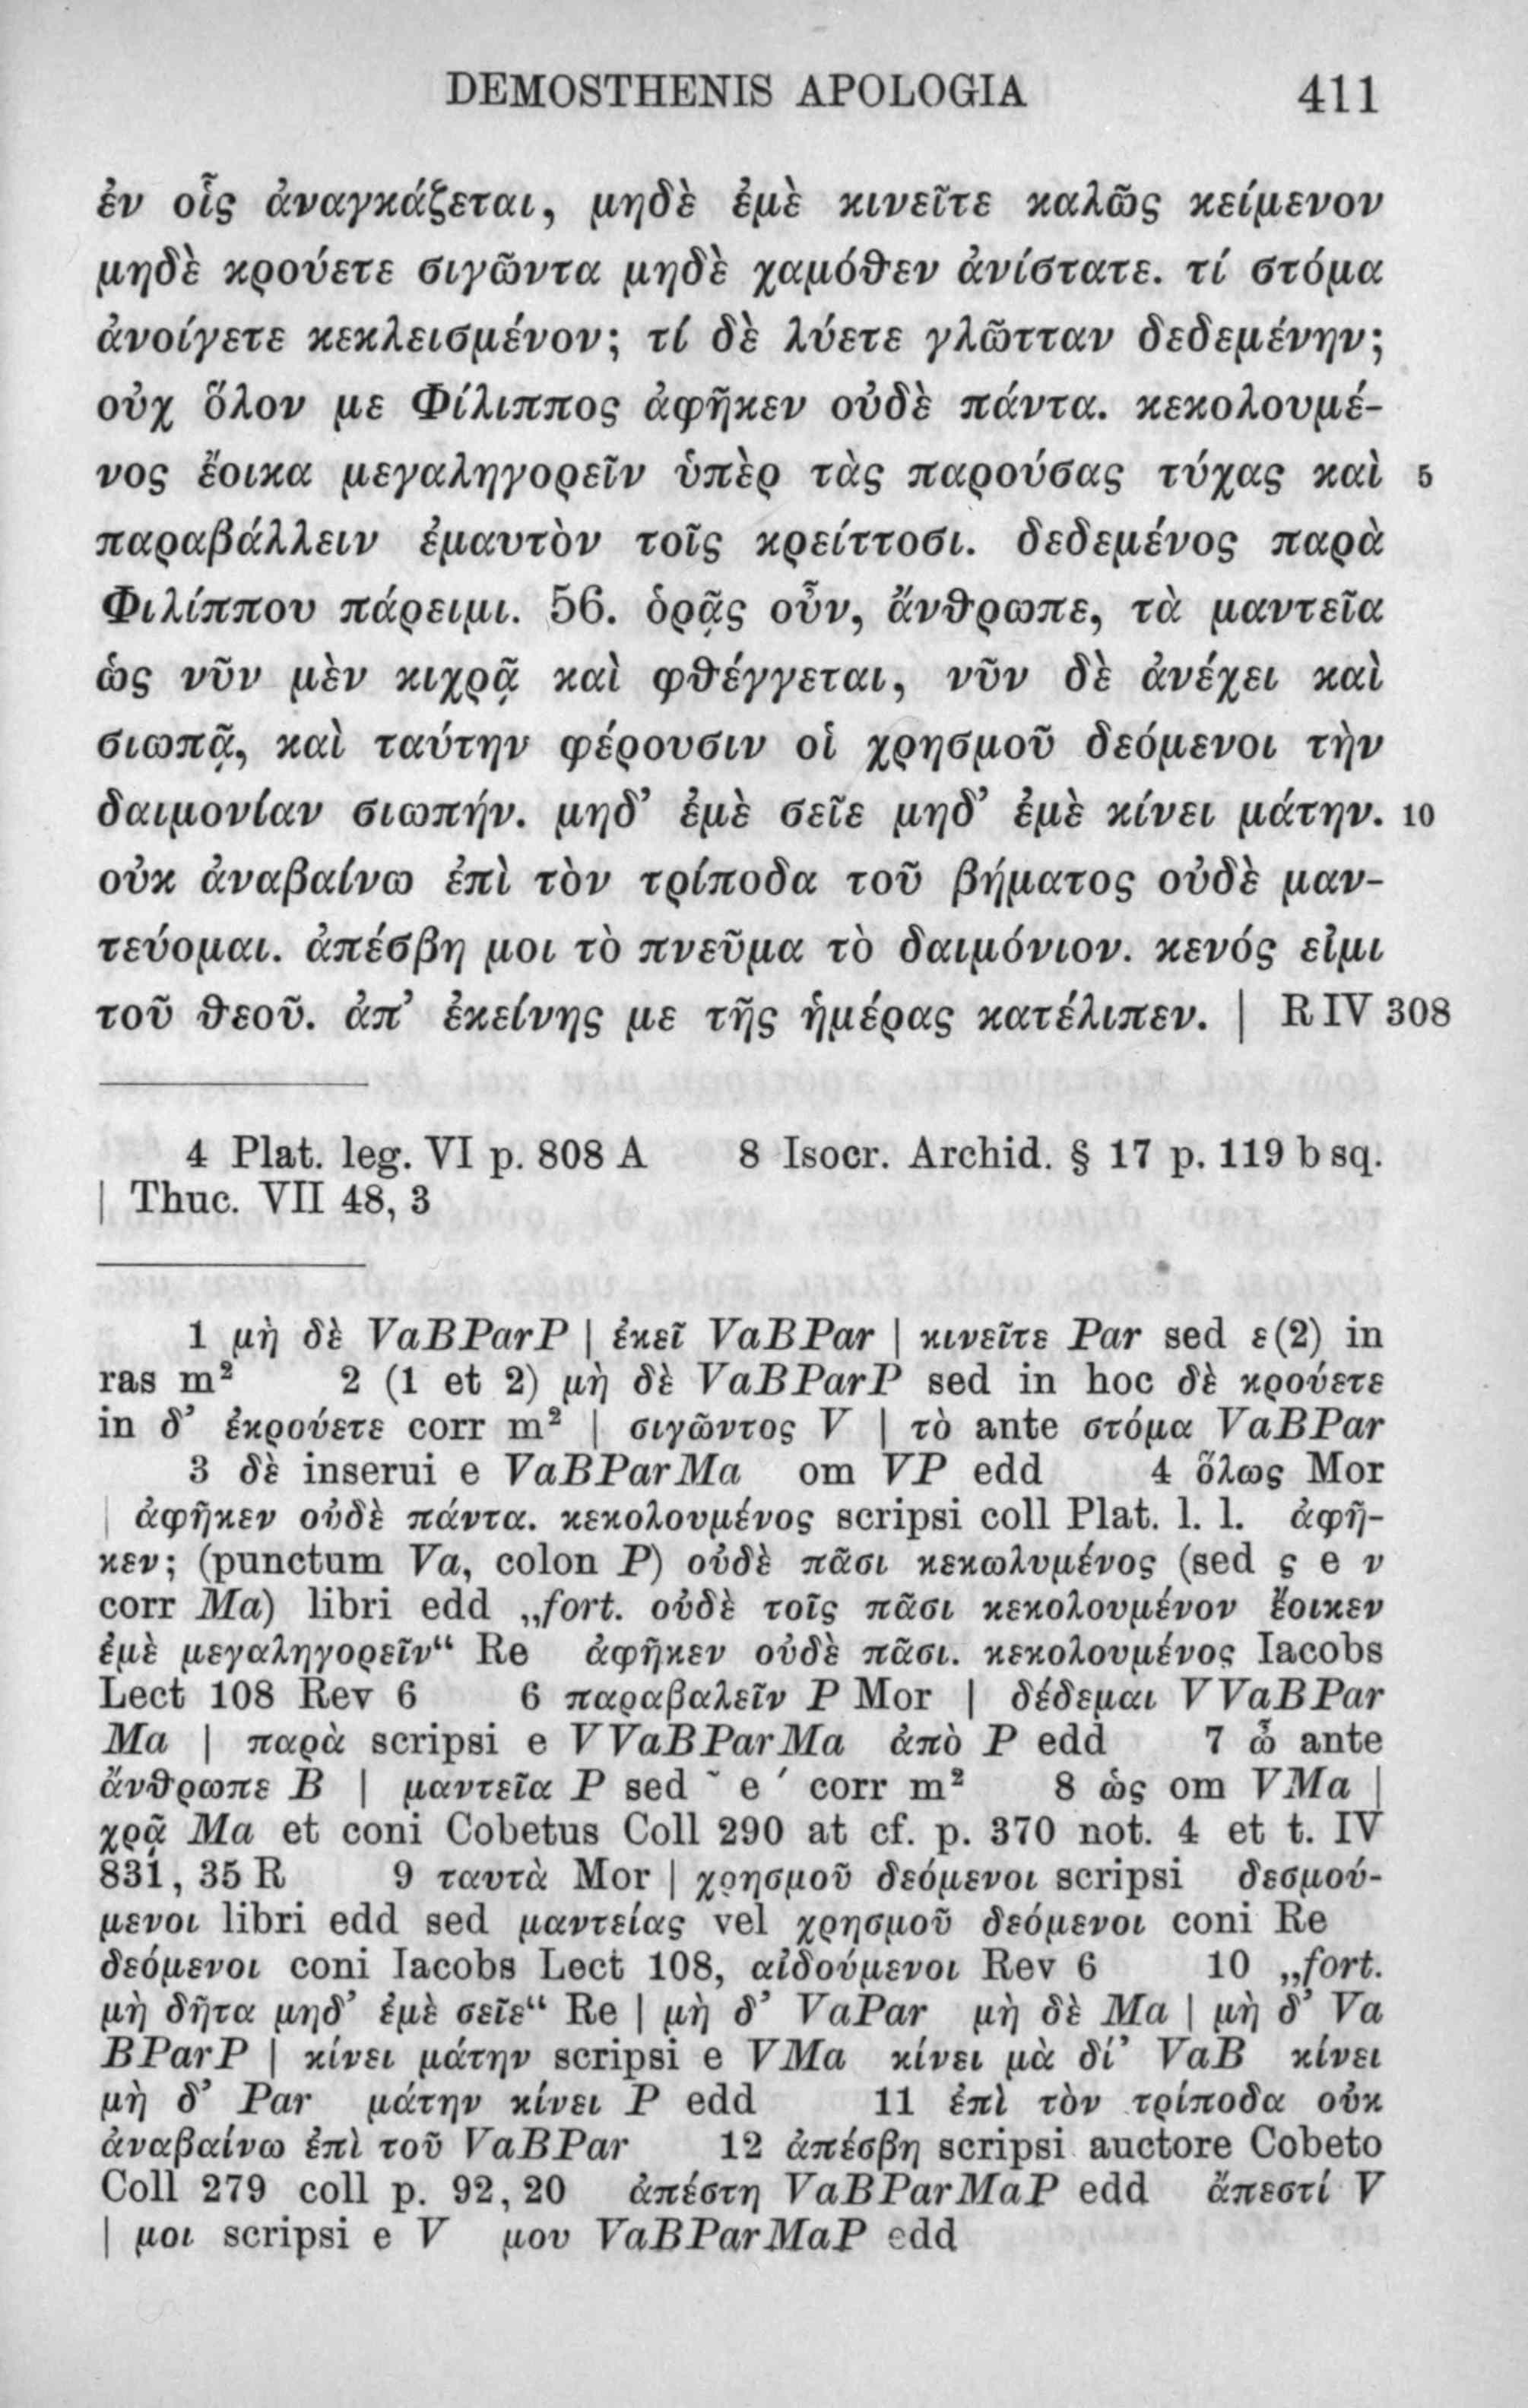 DEMOSTHENIS APOLOGIA 411
ἐν οἷς ἀναγκάζεται, μηδὲ ἐμὲ κινεῖτε καλῶς κείμενον
μηδὲ κρούετε σιγῶντα μηδὲ χαμόθεν ἀνίστατε. τί στόμα
ἀνοίγετε κεκλεισμένον; τί δὲ λύετε γλῶτταν δεδεμένην;
οὐχ ὅλον με Φίλιππος ἀφῆκεν οὐδὲ πάντα. κεκολουμέ-
νος ἔοικα μεγαληγορεῖν ὑπὲρ τὰς παρούσας τύχας καὶ 5
παραβάλλειν ἐμαυτὸν τοῖς κρείττοσι. δεδεμένος παρὰ
Φιλίππου πάρειμι. 56. ὁρᾷς οὖν, ἄνθρωπε, τὰ μαντεῖα
ὡς νῦν μὲν κιχρᾷ καὶ φθέγγεται, νῦν δὲ ἀνέχει καὶ
σιωπᾷ, καὶ ταύτην φέρουσιν οἱ χρησμοῦ δεόμενοι τὴν
δαιμονίαν σιωπήν. μηδ’ ἐμὲ σεῖε μηδ’ ἐμὲ κίνει μάτην. 10
οὐκ ἀναβαίνω ἐπὶ τὸν τρίποδα τοῦ βήματος οὐδὲ μαν-
τεύομαι. ἀπέσβη μοι τὸ πνεῦμα τὸ δαιμόνιον. κενός εἰμι
τοῦ θεοῦ. ἀπ’ ἐκείνης με τῆς ἡμέρας κατέλιπεν. | R IV 308
4 Plat. leg. VI p. 808 A 8 Isocr. Archid. § 17 p. 119 b sq.
| Thuc. VII 48, 3
1 μὴ δὲ VaBParP | ἐκεῖ VaBPar | κινεῖτε Par sed ε(2) in
ras m² 2 (1 et 2) μὴ δὲ VaBParP sed in hoc δὲ κρούετε
in δ’ ἐκρούετε corr m² | σιγῶντος V | τὸ ante στόμα VaBPar
3 δὲ inserui e VaBParMa om VP edd 4 ὅλως Mor
| ἀφῆκεν οὐδὲ πάντα. κεκολουμένος scripsi coll Plat. l. l. ἀφῆ-
κεν; (punctum Va, colon P) οὐδὲ πᾶσι κεκωλυμένος (sed ς e ν
corr Ma) libri edd „fort. οὐδὲ τοῖς πᾶσι κεκολουμένον ἔοικεν
ἐμὲ μεγαληγορεῖν“ Re ἀφῆκεν οὐδὲ πᾶσι. κεκολουμένος Iacobs
Lect 108 Rev 6 6 παραβαλεῖν P Mor | δέδεμαι VVaBPar
Ma | παρὰ scripsi e VVaBParMa ἀπὸ P edd 7 ὦ ante
ἄνθρωπε B | μαντεῖα P sed ῀ e ´ corr m² 8 ὡς om VMa |
χρᾷ Ma et coni Cobetus Coll 290 at cf. p. 370 not. 4 et t. IV
831, 35 R 9 ταυτὰ Mor | χρησμοῦ δεόμενοι scripsi δεσμού-
μενοι libri edd sed μαντείας vel χρησμοῦ δεόμενοι coni Re
δεόμενοι coni Iacobs Lect 108, αἰδούμενοι Rev 6 10 „fort.
μὴ δῆτα μηδ’ ἐμὲ σεῖε“ Re | μὴ δ’ VaPar μὴ δὲ Ma | μὴ δ’ Va
BParP | κίνει μάτην scripsi e VMa κίνει μὰ δί’ VaB κίνει
μὴ δ’ Par μάτην κίνει P edd 11 ἐπὶ τὸν τρίποδα οὐκ
ἀναβαίνω ἐπὶ τοῦ VaBPar 12 ἀπέσβη scripsi auctore Cobeto
Coll 279 coll p. 92, 20 ἀπέστη VaBParMaP edd ἄπεστί V
| μοι scripsi e V μου VaBParMaP edd